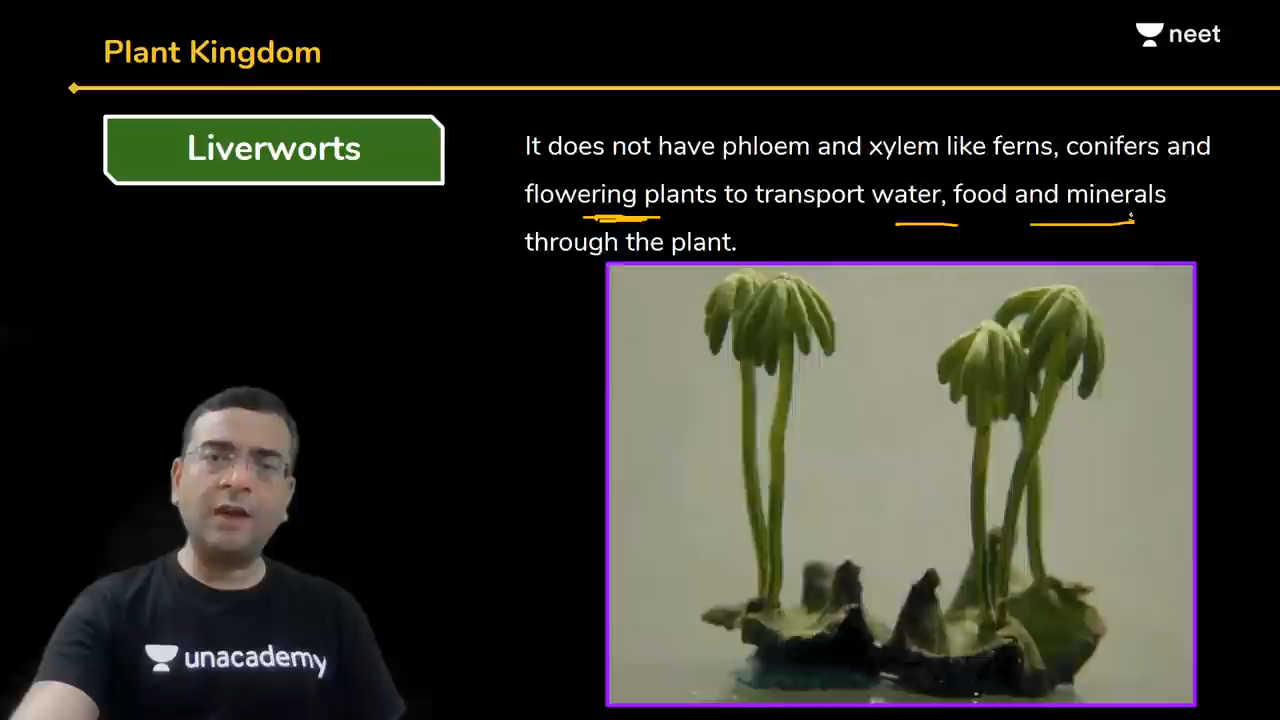 Plant Kingdom
neet
Liverworts
It does not have phloem and xylem like ferns, conifers and
flowering plants to transport water, food and minerals
through the plant.
unacademy